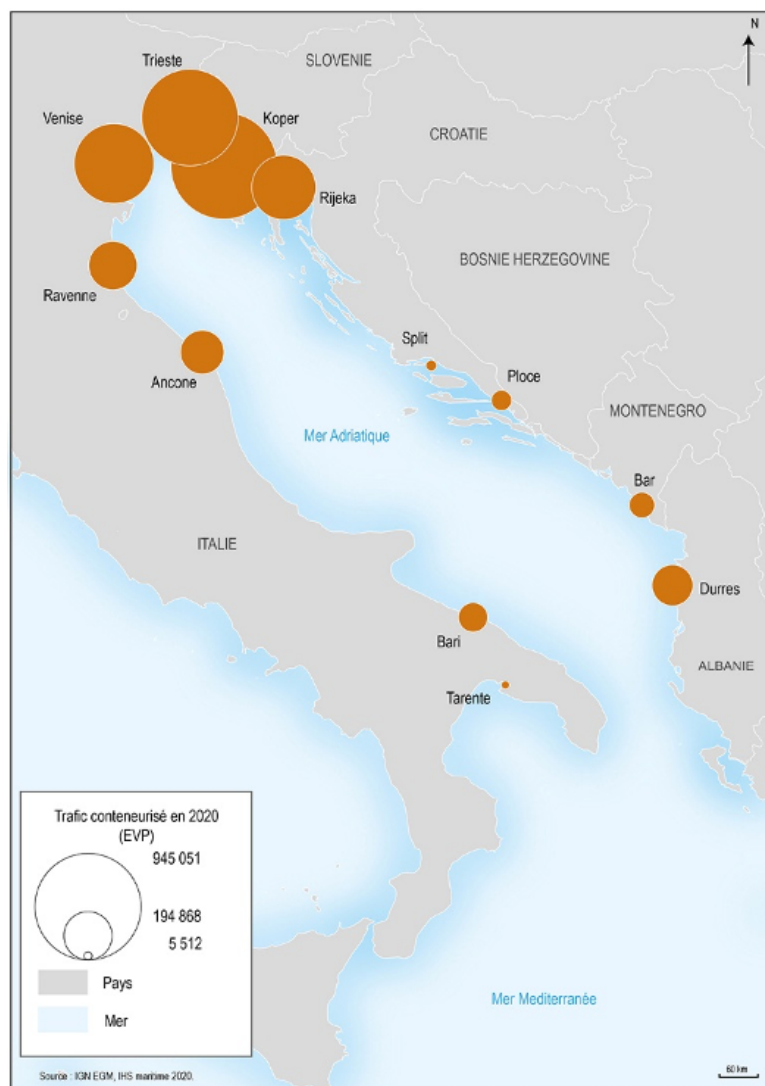 N
SLOVENIE
Trieste
Venise
Koper
CROATIE
Rijeka
BOSNIE HERZEGOVINE
Ravenne
Split
Ancone
Ploce
MONTENEGRO
Mer Adriatique
Bar
ITALIE
Durres
Bari
ALBANIE
Tarente
Trafic conteneurisé en 2020
(EVP)
945 051
194 868
5 512
Pays
Mer
Mer Mediterranée
Source : IGN EGM, IHS maritime 2020.
60 km